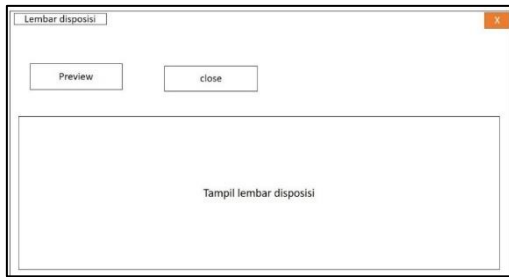 Lembar disposisi
X
Preview
close
Tampil lembar disposisi